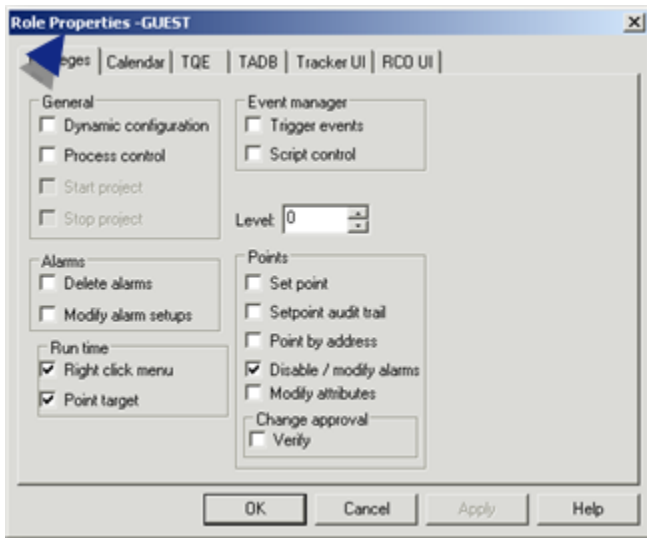 Role Properties -GUEST
Calendar TQE TADB Tracker UI RCO UI
General
Dynamic configuration
Process control
Start project
Stop project
Event manager
Trigger events
Script control
Level: 0
Alarms
Delete alarms
Modify alarm setups
Run time
Right click menu
Point target
Points
Set point
Setpoint audit trail
Point by address
Disable / modify alarms
Modify attributes
Change approval
Verify
OK Cancel Apply Help